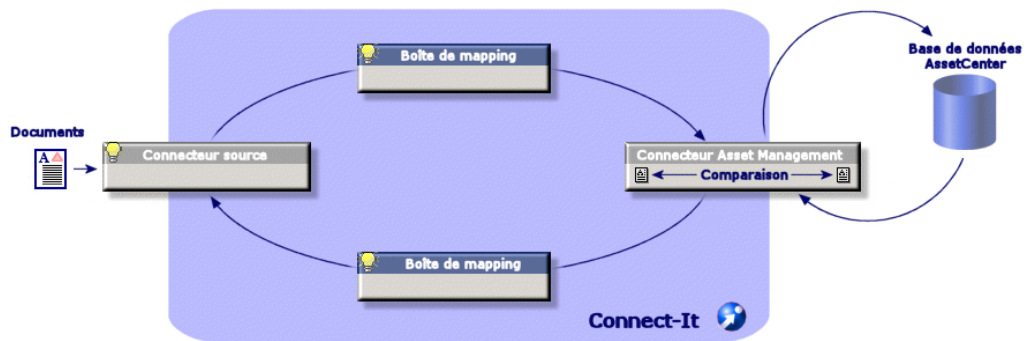 Boîte de mapping
Base de données
AssetCenter
Documents
A
Connecteur source
Connecteur Asset Management
Comparaison
Boîte de mapping
Connect-It